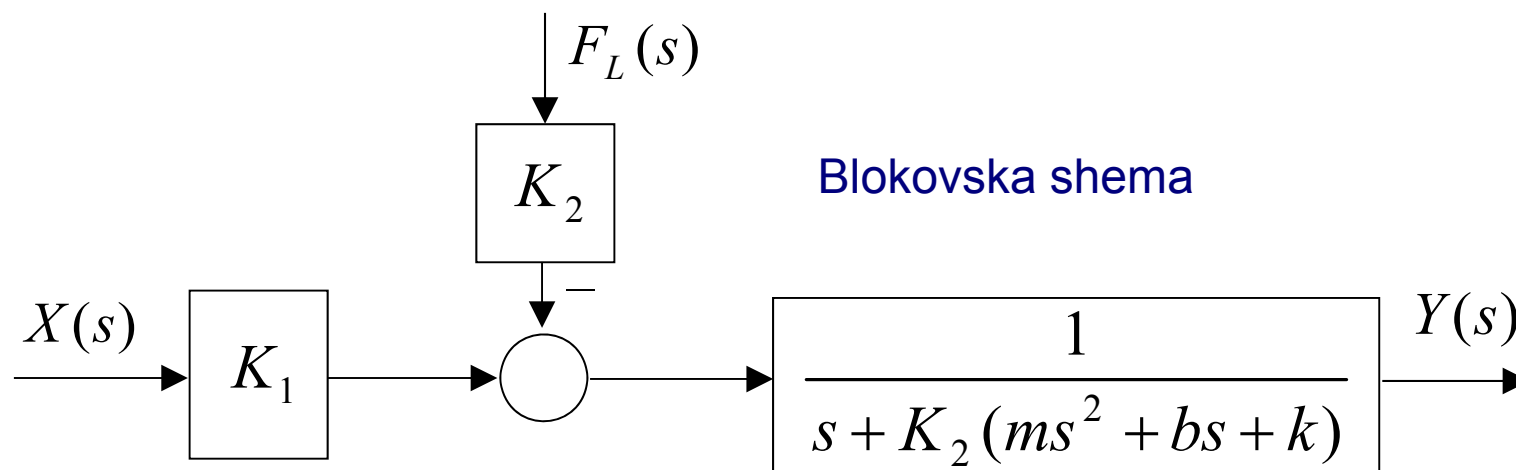 F_L(s)
K_2
Blokovska shema
X(s)
K_1
−
1
s + K_2(ms^2 + bs + k)
Y(s)